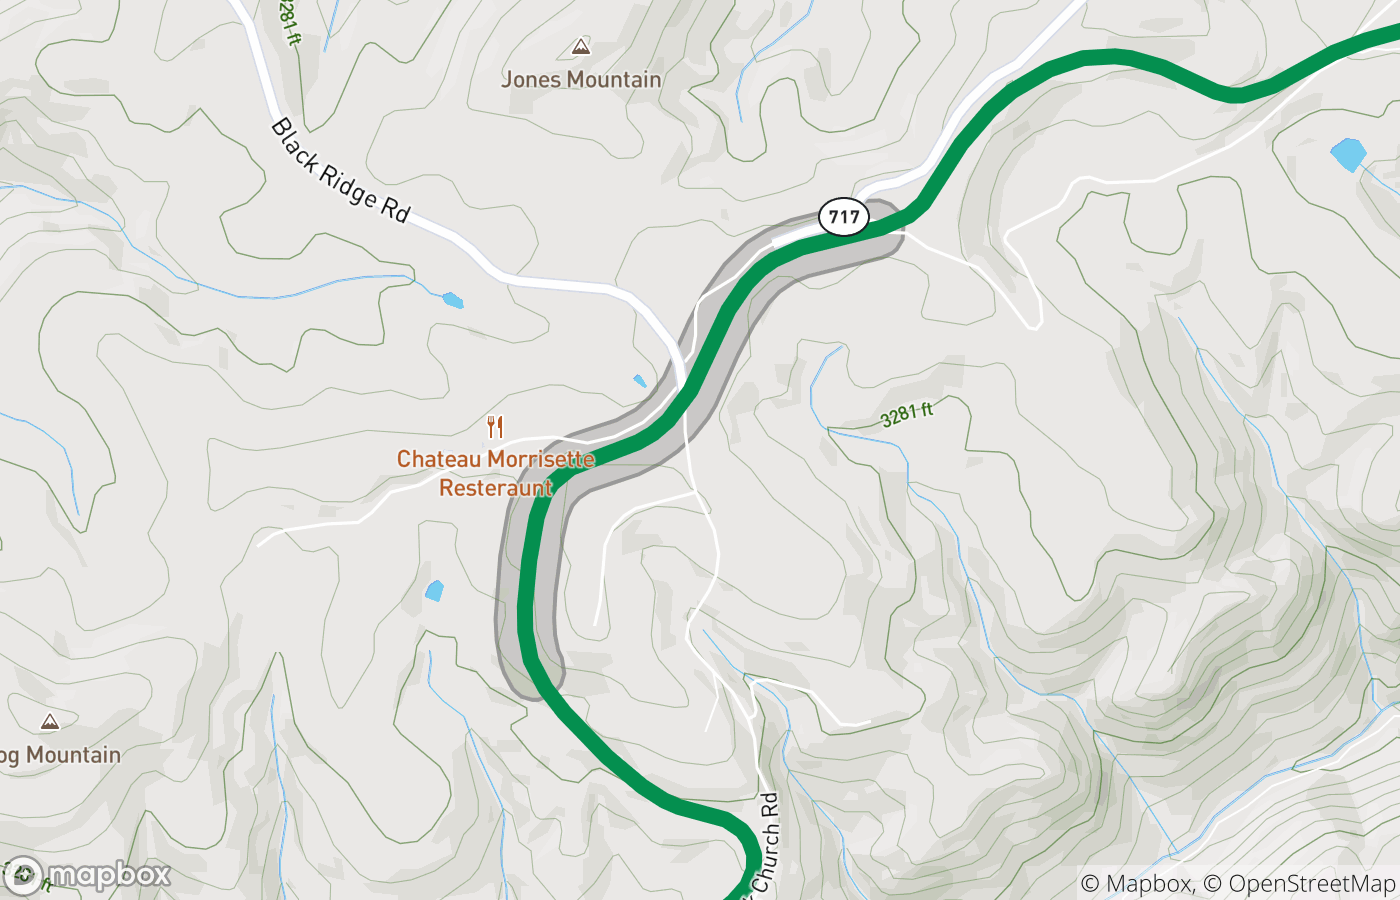 3281 ft
Jones Mountain
Black Ridge Rd
717
3281 ft
Chateau Morrisette
Resteraunt
og Mountain
Church Rd
mapbox
© Mapbox, © OpenStreetMap